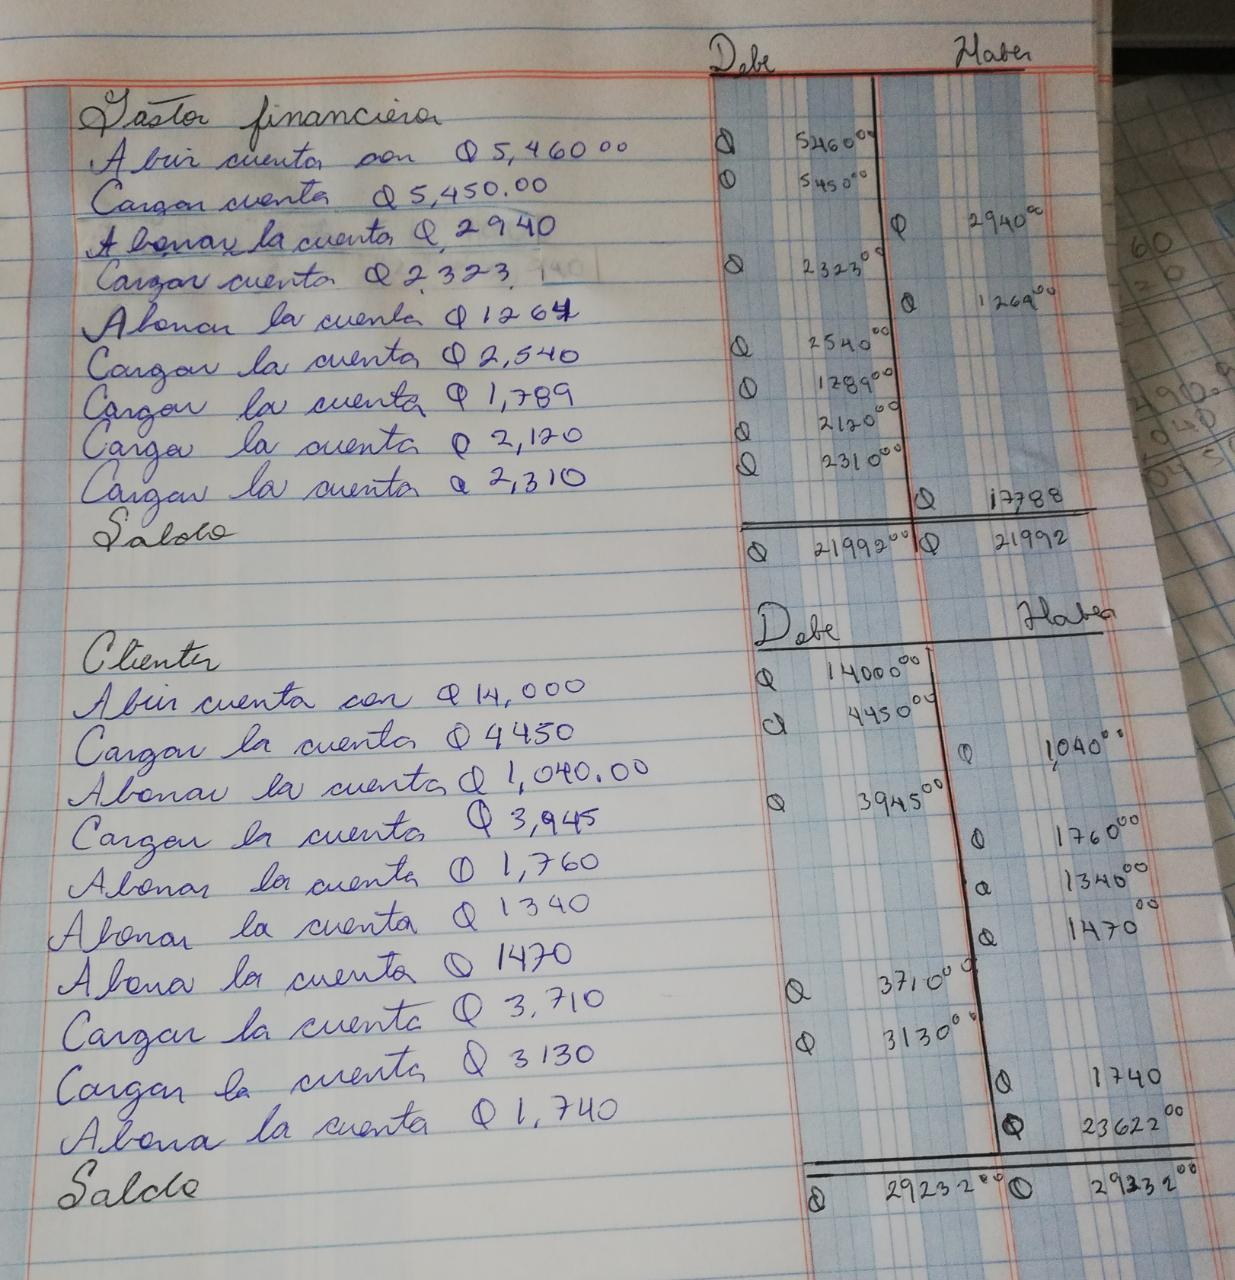 Debe Haber
Gastos financieros
Abrir cuenta con Q 5,460 00 Q 5460 00
Cargar cuenta Q 5,450.00 Q 5450 00
Abonar la cuenta Q 2940 Q 2940 00
Cargar cuenta Q 2,323. Q 2323 00
Abonar la cuenta Q 1264 Q 1264 00
Cargar la cuenta Q 2,540 Q 2540 00
Cargar la cuenta Q 1,789 Q 1789 00
Cargar la cuenta Q 2,120 Q 2120 00
Cargar la cuenta Q 2,310 Q 2310 00
Q 17788
Saldo Q 21992 00 Q 21992
Debe Haber
Clientes
Abrir cuenta con Q 14,000 Q 14000 00
Cargar la cuenta Q 4450 Q 4450 00
Abonar la cuenta Q 1,040.00 Q 1,040 00
Cargar la cuenta Q 3,945 Q 3945 00
Abonar la cuenta Q 1,760 Q 1760 00
Abonar la cuenta Q 1340 Q 1340 00
Abona la cuenta Q 1470 Q 1470 00
Cargar la cuenta Q 3,710 Q 3710 00
Cargar la cuenta Q 3130 Q 3130 00
Abona la cuenta Q 1,740 Q 1740
Q 23622 00
Saldo Q 29232 00 Q 29232 00
60
20